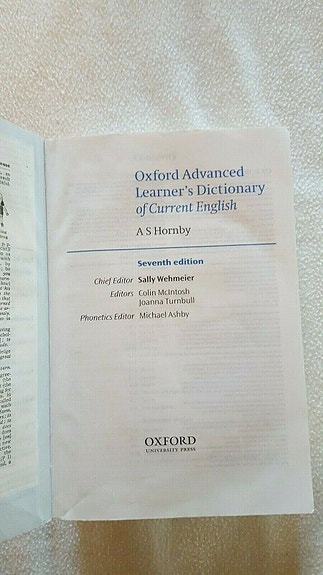 Oxford Advanced
Learner's Dictionary
of Current English
A S Hornby
Seventh edition
Chief Editor Sally Wehmeier
Editors Colin McIntosh
Joanna Turnbull
Phonetics Editor Michael Ashby
OXFORD
UNIVERSITY PRESS